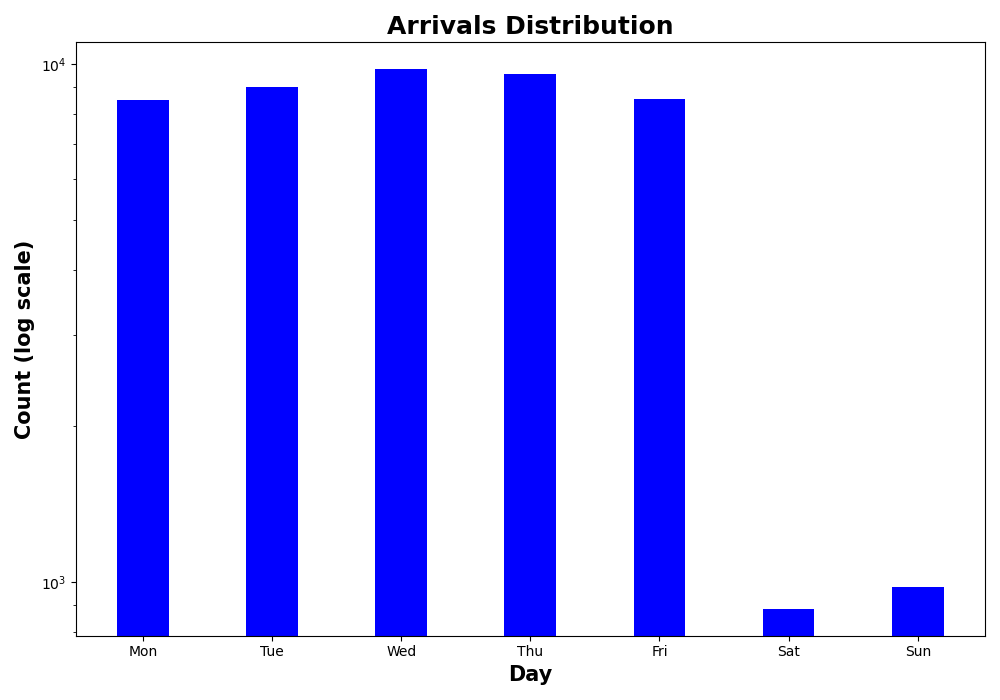 Arrivals Distribution
Count (log scale)
10⁴
10³
Mon Tue Wed Thu Fri Sat Sun
Day